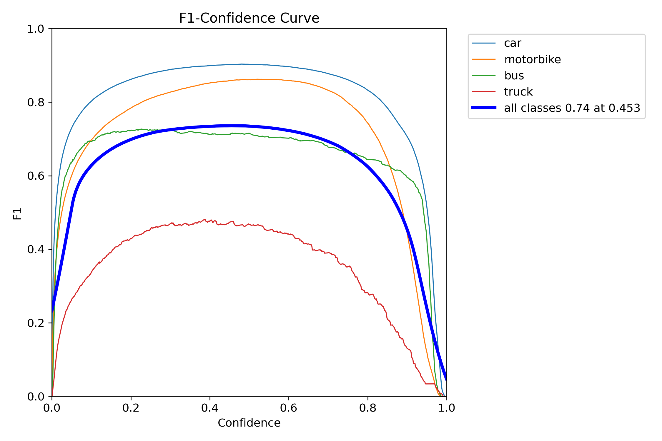 F1-Confidence Curve
1.0
0.8
0.6
0.4
0.2
0.0
F1
0.0 0.2 0.4 0.6 0.8 1.0
Confidence
car
motorbike
bus
truck
all classes 0.74 at 0.453